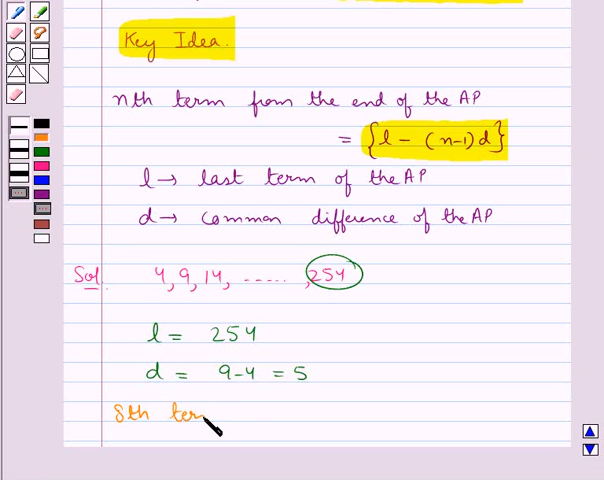 Key Idea.
nth term from the end of the AP
= {l - (n-1)d}
l → last term of the AP
d → common difference of the AP
Sol. 4, 9, 14, ......, 254
l = 254
d = 9-4 = 5
8th ter